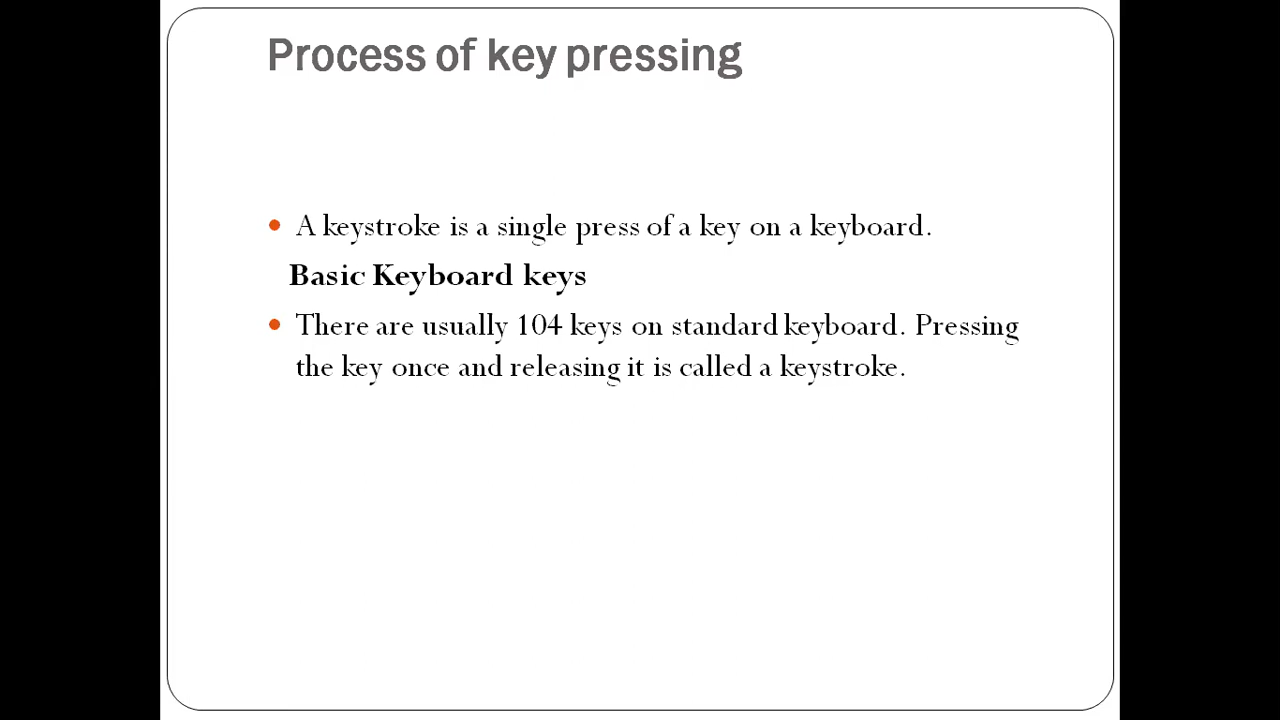 Process of key pressing
A keystroke is a single press of a key on a keyboard.
Basic Keyboard keys
There are usually 104 keys on standard keyboard. Pressing
the key once and releasing it is called a keystroke.